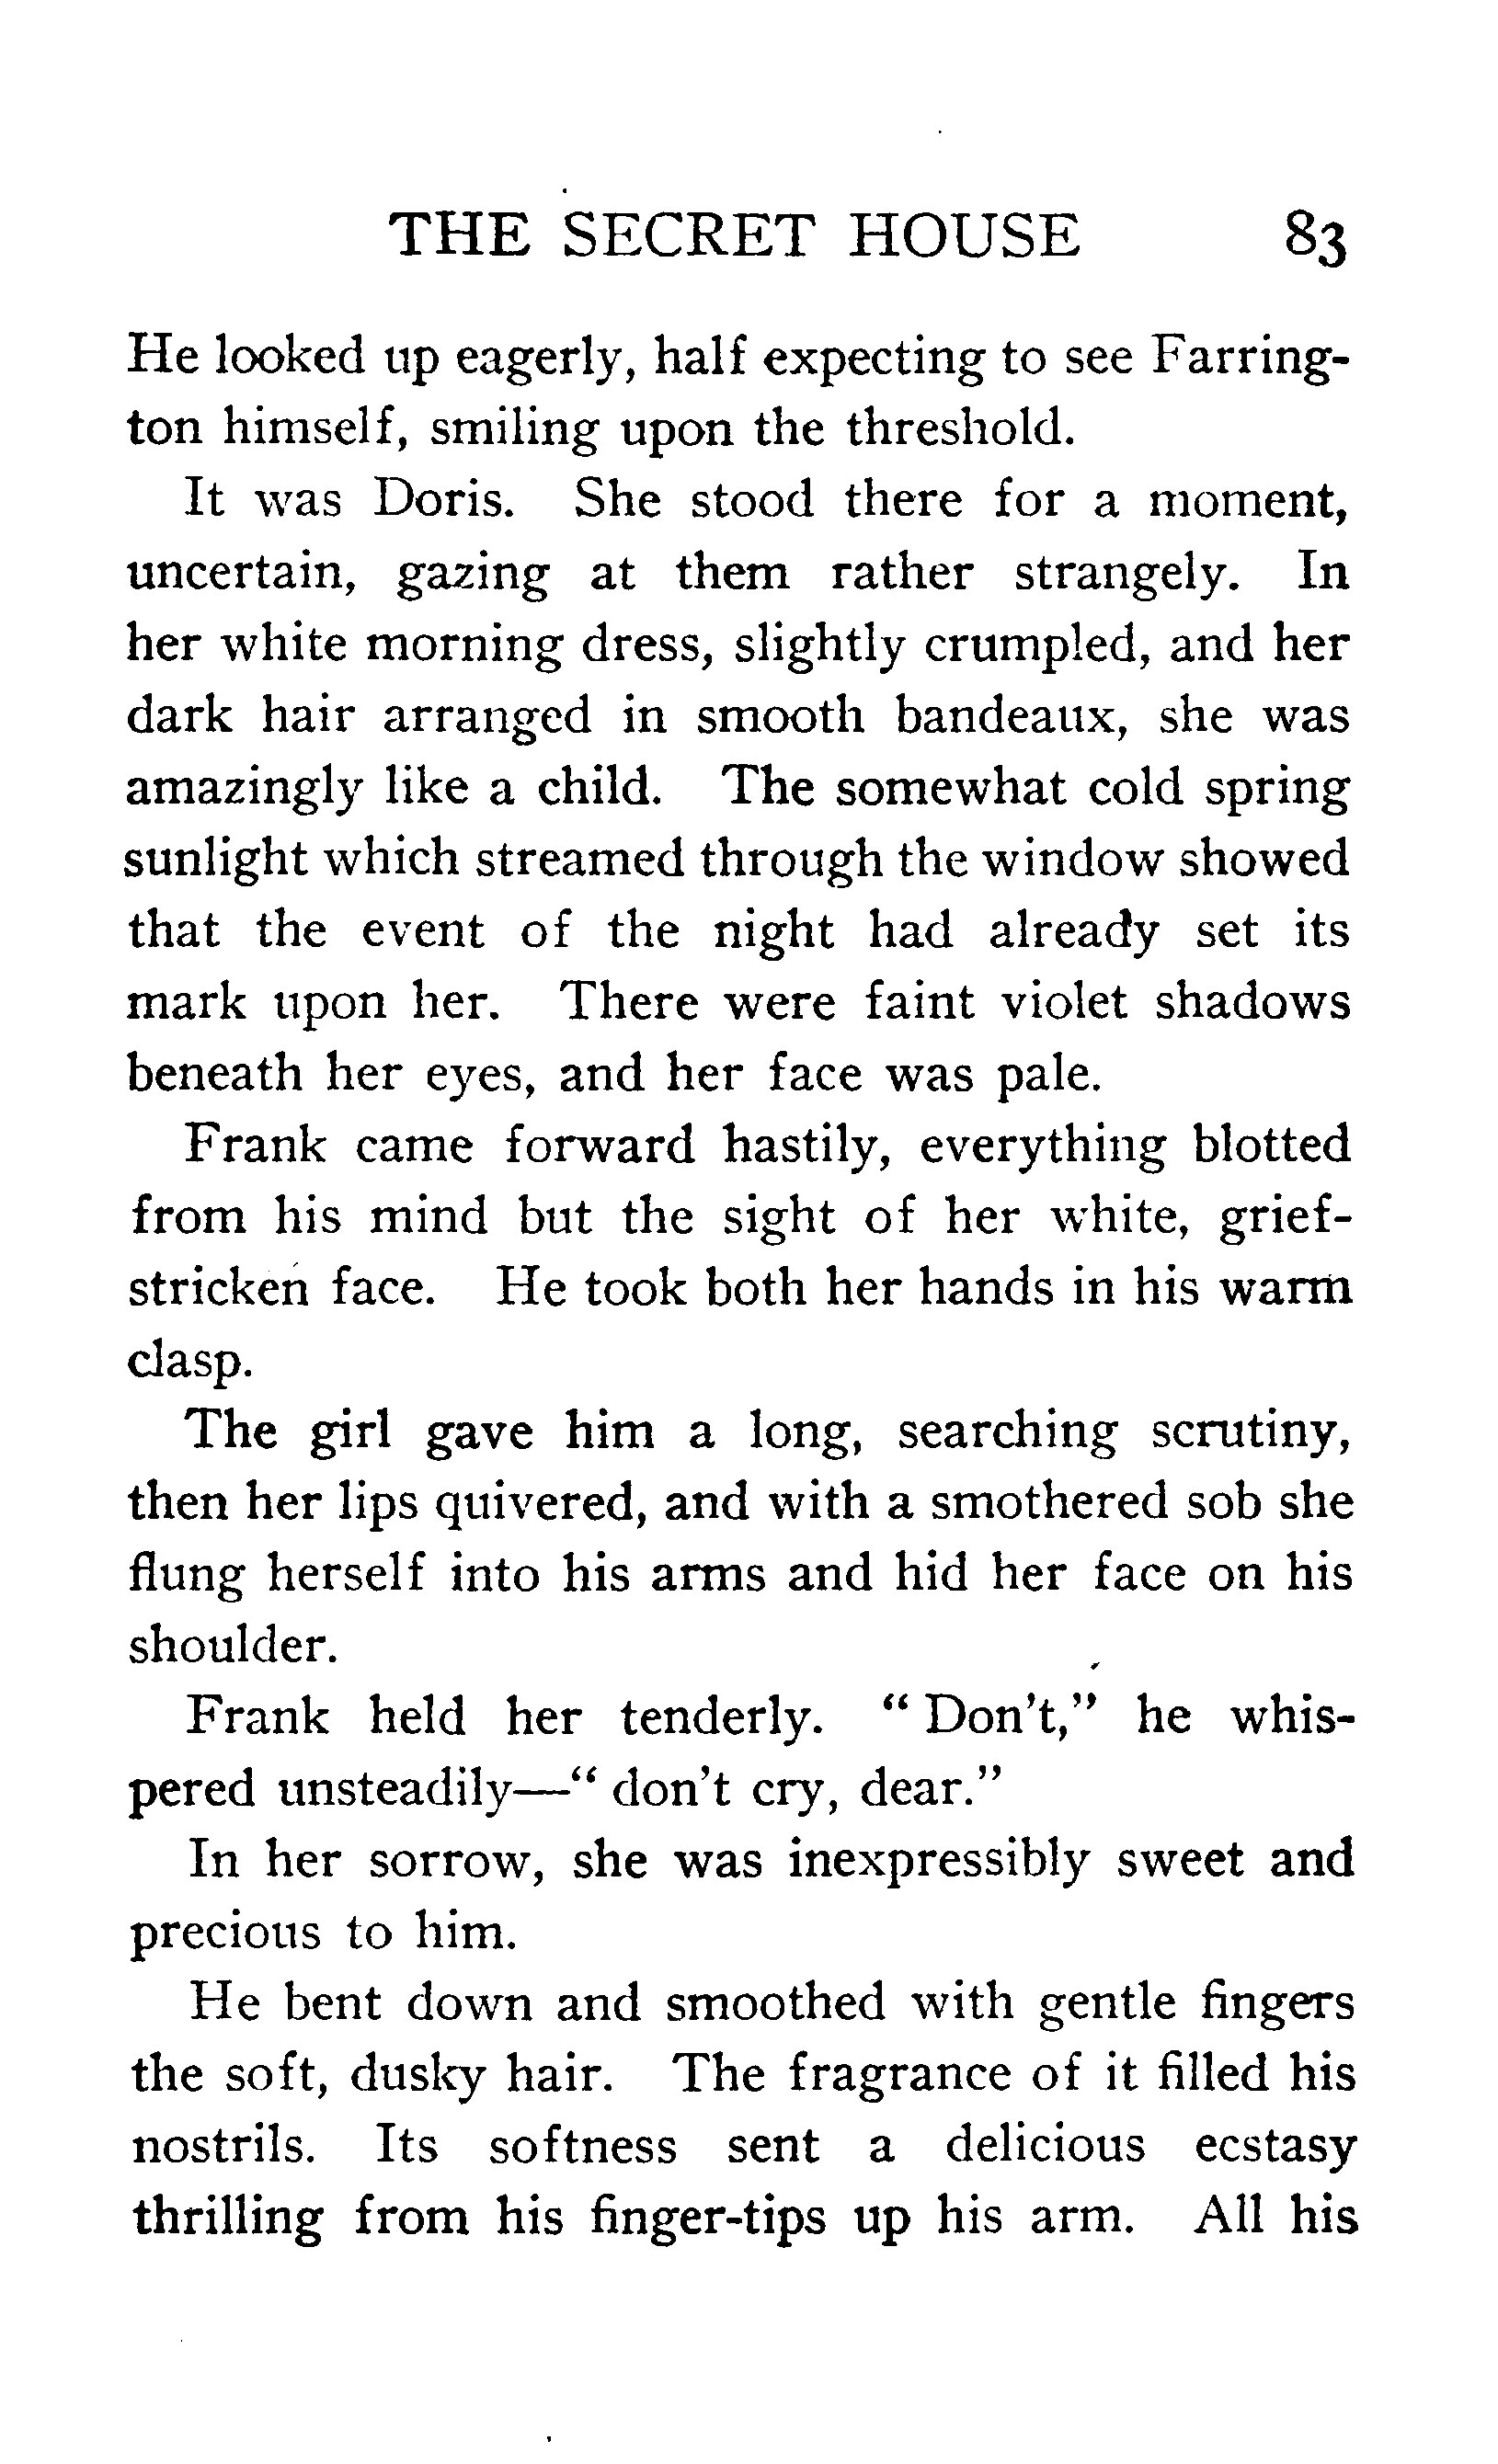 THE SECRET HOUSE 83
He looked up eagerly, half expecting to see Farring-
ton himself, smiling upon the threshold.
It was Doris. She stood there for a moment,
uncertain, gazing at them rather strangely. In
her white morning dress, slightly crumpled, and her
dark hair arranged in smooth bandeaux, she was
amazingly like a child. The somewhat cold spring
sunlight which streamed through the window showed
that the event of the night had already set its
mark upon her. There were faint violet shadows
beneath her eyes, and her face was pale.
Frank came forward hastily, everything blotted
from his mind but the sight of her white, grief-
stricken face. He took both her hands in his warm
clasp.
The girl gave him a long, searching scrutiny,
then her lips quivered, and with a smothered sob she
flung herself into his arms and hid her face on his
shoulder.
Frank held her tenderly. “ Don’t,” he whis-
pered unsteadily—“ don’t cry, dear.”
In her sorrow, she was inexpressibly sweet and
precious to him.
He bent down and smoothed with gentle fingers
the soft, dusky hair. The fragrance of it filled his
nostrils. Its softness sent a delicious ecstasy
thrilling from his finger-tips up his arm. All his